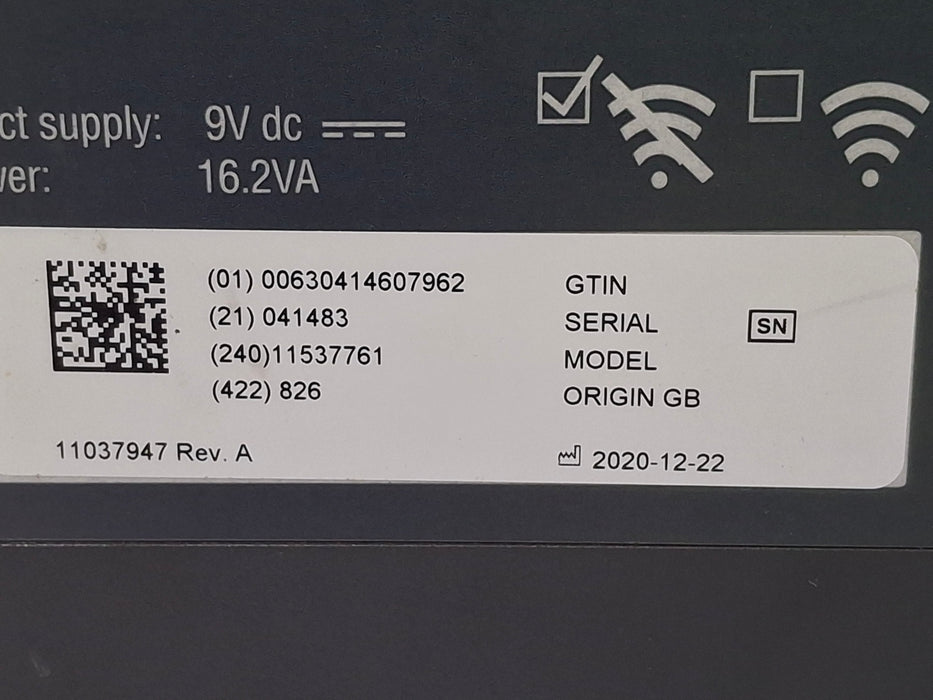 ct supply: 9V dc
er: 16.2VA
(01) 00630414607962 GTIN
(21) 041483 SERIAL SN
(240)11537761 MODEL
(422) 826 ORIGIN GB
11037947 Rev. A 2020-12-22